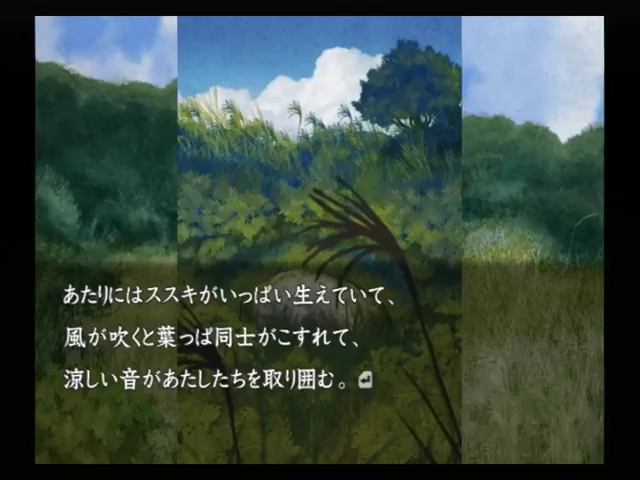 あたりにはススキがいっぱい生えていて、
風が吹くと葉っぱ同士がこすれて、
涼しい音があたしたちを取り囲む。